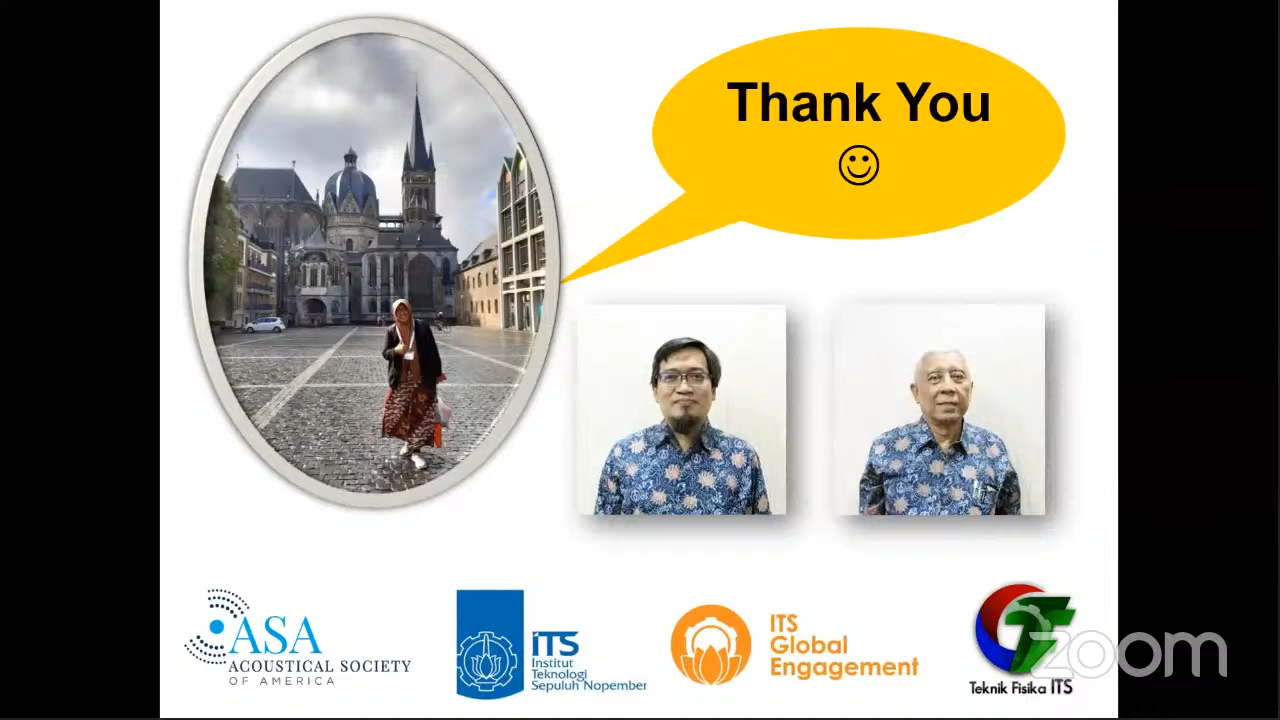 Thank You
ASA
ACOUSTICAL SOCIETY
OF AMERICA
iTS
Institut
Teknologi
Sepuluh Nopember
ITS
Global
Engagement
Teknik Fisika ITS
zoom